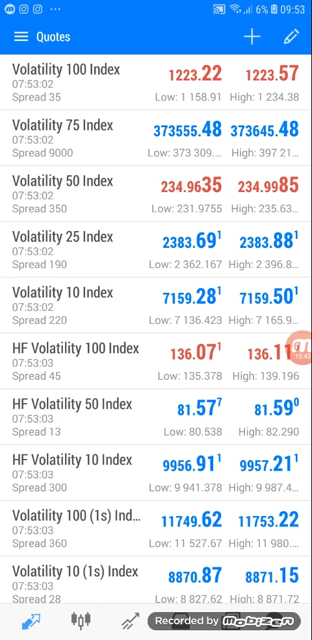 6% 09:53
Quotes
Volatility 100 Index 1223.22 1223.57
07:53:02
Spread 35 Low: 1 158.91 High: 1 234.38
Volatility 75 Index 373555.48 373645.48
07:53:02
Spread 9000 Low: 373 309.... High: 397 21...
Volatility 50 Index 234.9635 234.9985
07:53:02
Spread 350 Low: 231.9755 High: 235.63...
Volatility 25 Index 2383.691 2383.881
07:53:02
Spread 190 Low: 2 362.167 High: 2 396.8...
Volatility 10 Index 7159.281 7159.501
07:53:02
Spread 220 Low: 7 136.423 High: 7 165.9...
HF Volatility 100 Index 136.071 136.11
07:53:03
Spread 45 Low: 135.378 High: 139.196
HF Volatility 50 Index 81.577 81.590
07:53:03
Spread 13 Low: 80.538 High: 82.290
HF Volatility 10 Index 9956.911 9957.211
07:53:03
Spread 300 Low: 9 941.378 High: 9 987.4...
Volatility 100 (1s) Ind... 11749.62 11753.22
07:53:03
Spread 360 Low: 11 527.67 High: 11 980....
Volatility 10 (1s) Index 8870.87 8871.15
07:53:03
Spread 28 Low: 8 827.62 High: 8 871.72
Recorded by
Mobizen